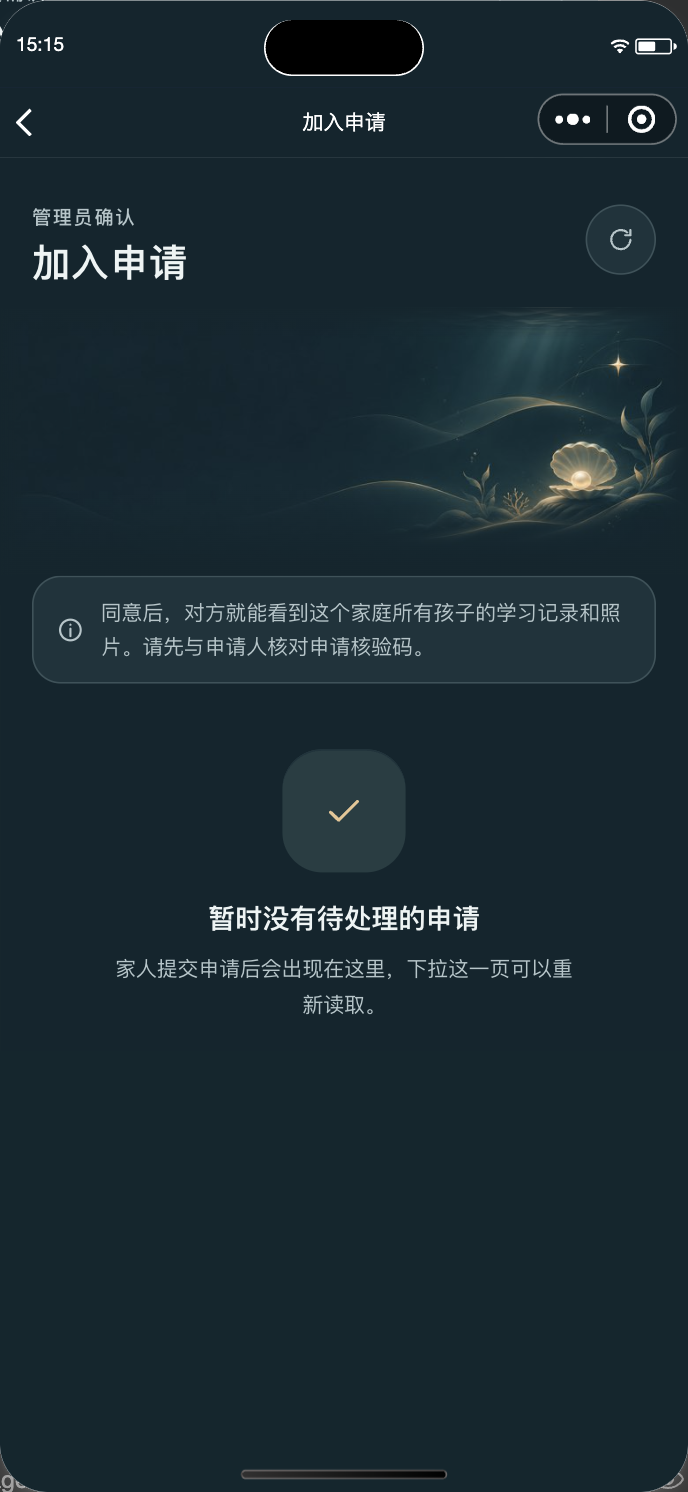 15:15
加入申请
管理员确认
加入申请
同意后，对方就能看到这个家庭所有孩子的学习记录和照
片。请先与申请人核对申请核验码。
暂时没有待处理的申请
家人提交申请后会出现在这里，下拉这一页可以重
新读取。